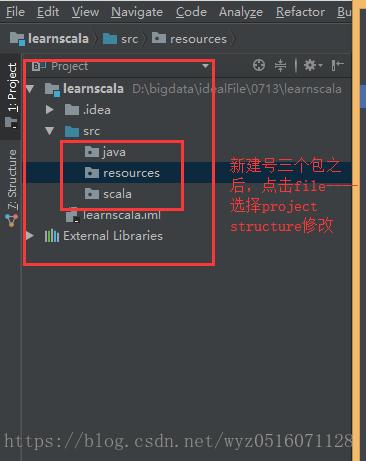 File Edit View Navigate Code Analyze Refactor Bu
learnscala src resources
1: Project
Project
learnscala D:\bigdata\idealFile\0713\learnscala
.idea
src
java
resources
scala
learnscala.iml
External Libraries
Z: Structure
新建号三个包之
后，点击file----
选择project
structure修改
https://blog.csdn.net/wyz0516071128